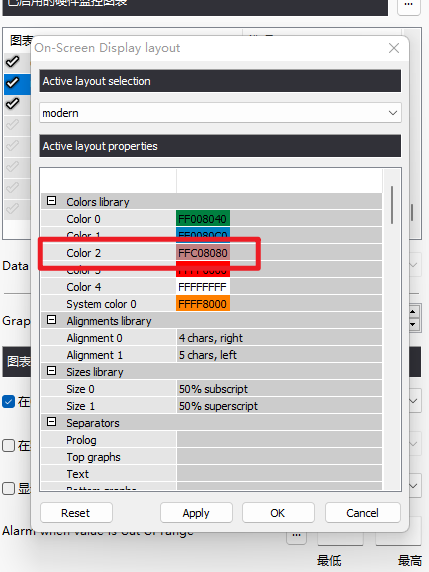 已启用的硬件监控图表
...
图表
On-Screen Display layout
Active layout selection
modern
Active layout properties
Colors library
Color 0 FF008040
Color 1 FF0080C0
Color 2 FFC08080
Color 3
Color 4 FFFFFFFF
System color 0 FFFF8000
Alignments library
Alignment 0 4 chars, right
Alignment 1 5 chars, left
Sizes library
Size 0 50% subscript
Size 1 50% superscript
Separators
Prolog
Top graphs
Text
Bottom graphs
Data
Grap
图表
在
在
显
Reset Apply OK Cancel
Alarm when value is out of range ...
最低 最高